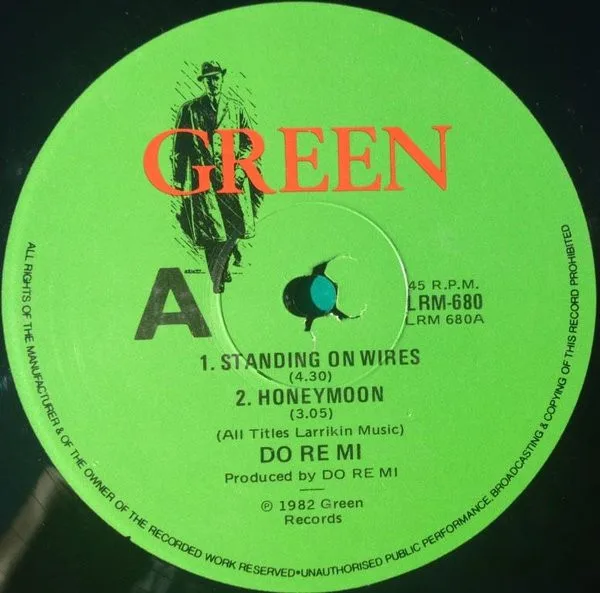 GREEN
A
45 R.P.M.
LRM-680
LRM 680A
1. STANDING ON WIRES
(4.30)
2. HONEYMOON
(3.05)
(All Titles Larrikin Music)
DO RE MI
Produced by DO RE MI
℗ 1982 Green
Records
ALL RIGHTS OF THE MANUFACTURER & OF THE OWNER OF THE RECORDED WORK RESERVED•UNAUTHORISED PUBLIC PERFORMANCE, BROADCASTING & COPYING OF THIS RECORD PROHIBITED